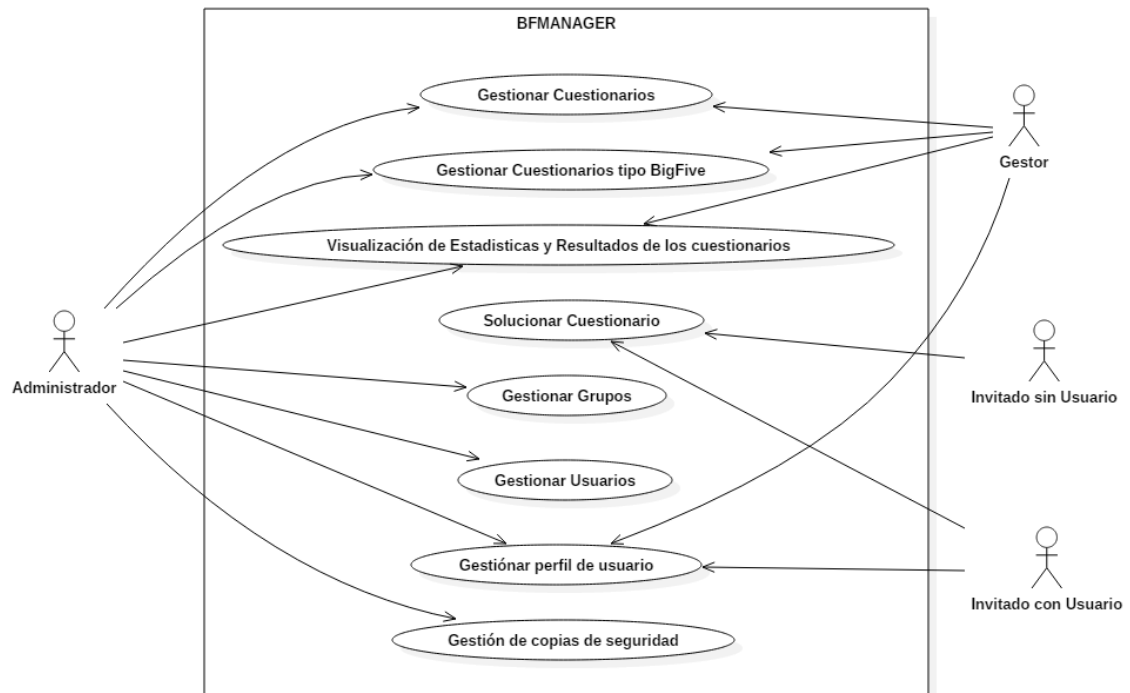 BFMANAGER
Gestionar Cuestionarios
Gestor
Gestionar Cuestionarios tipo BigFive
Visualización de Estadisticas y Resultados de los cuestionarios
Solucionar Cuestionario
Administrador
Invitado sin Usuario
Gestionar Grupos
Gestionar Usuarios
Gestiónar perfil de usuario
Invitado con Usuario
Gestión de copias de seguridad